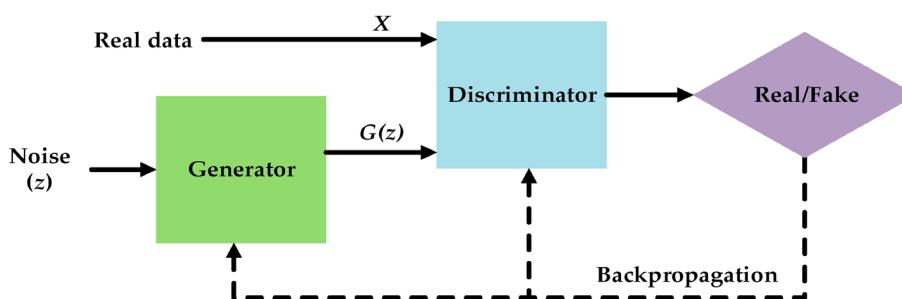 X
Real data
Discriminator
Real/Fake
G(z)
Noise
(z)
Generator
Backpropagation